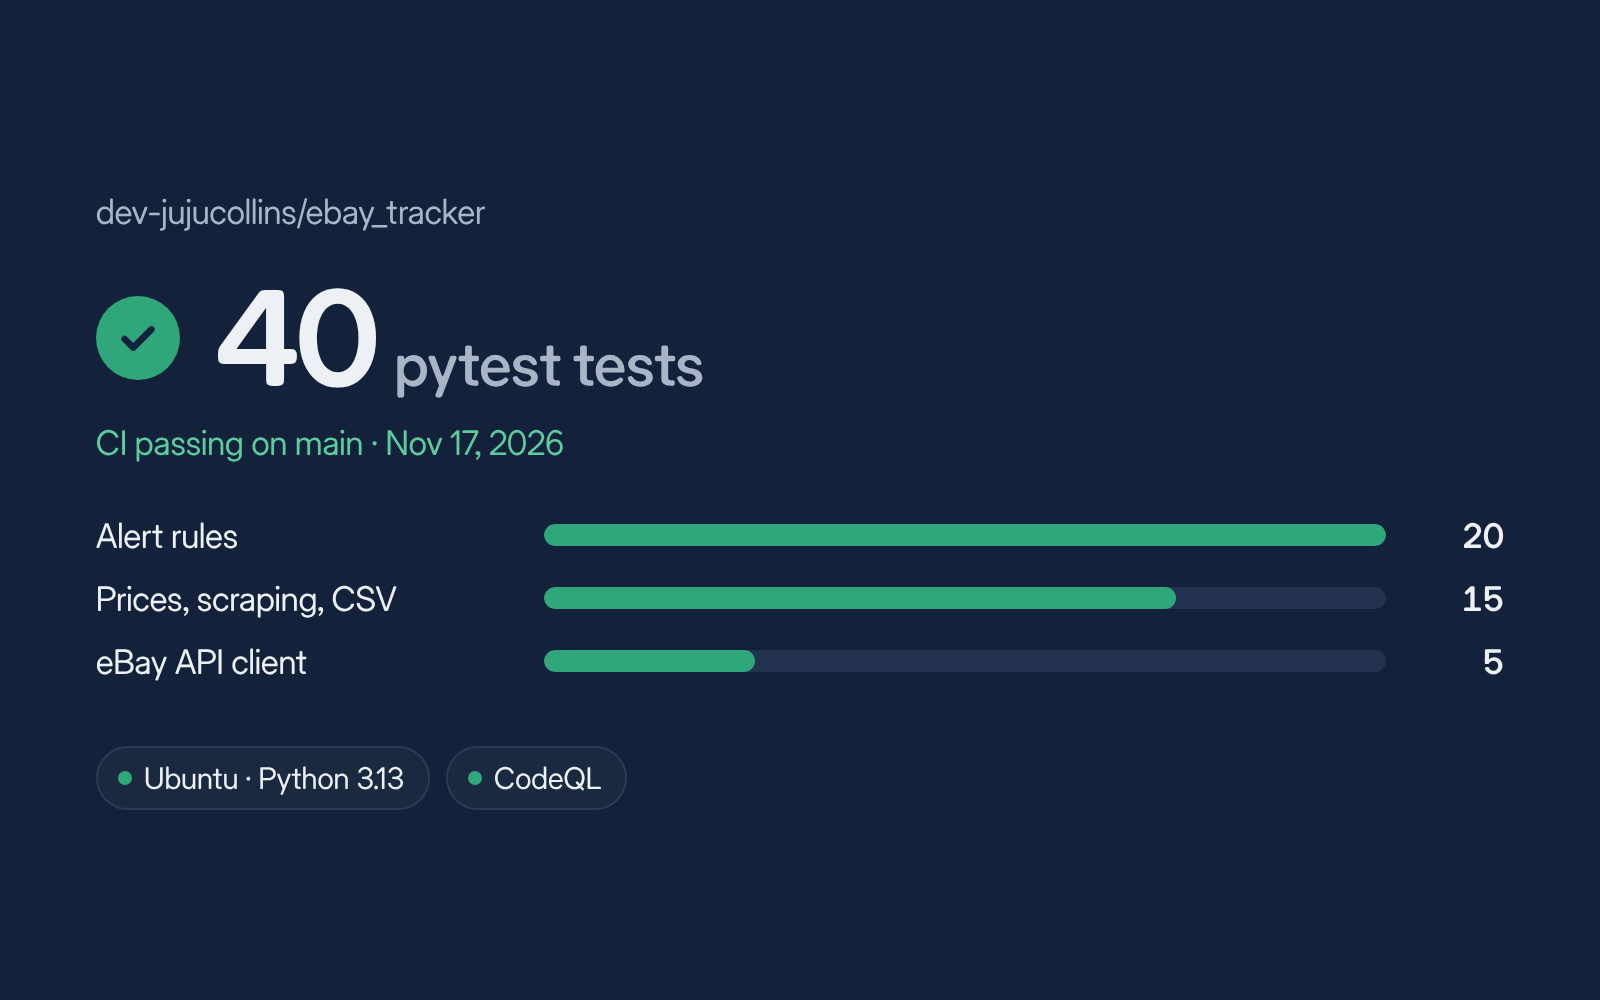 dev-jujucollins/ebay_tracker
40 pytest tests
CI passing on main · Nov 17, 2026
Alert rules 20
Prices, scraping, CSV 15
eBay API client 5
Ubuntu · Python 3.13 CodeQL